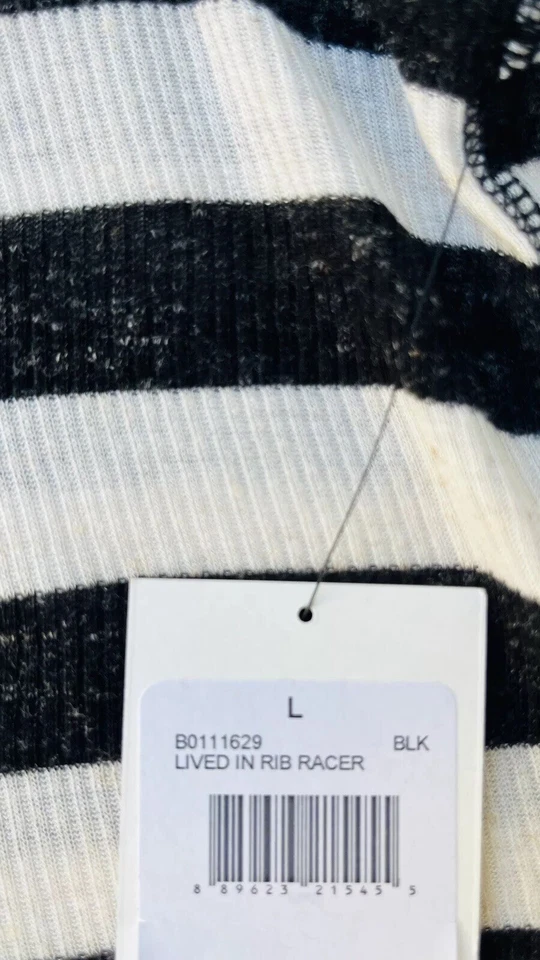 L
B0111629 BLK
LIVED IN RIB RACER
8 89623 21545 5